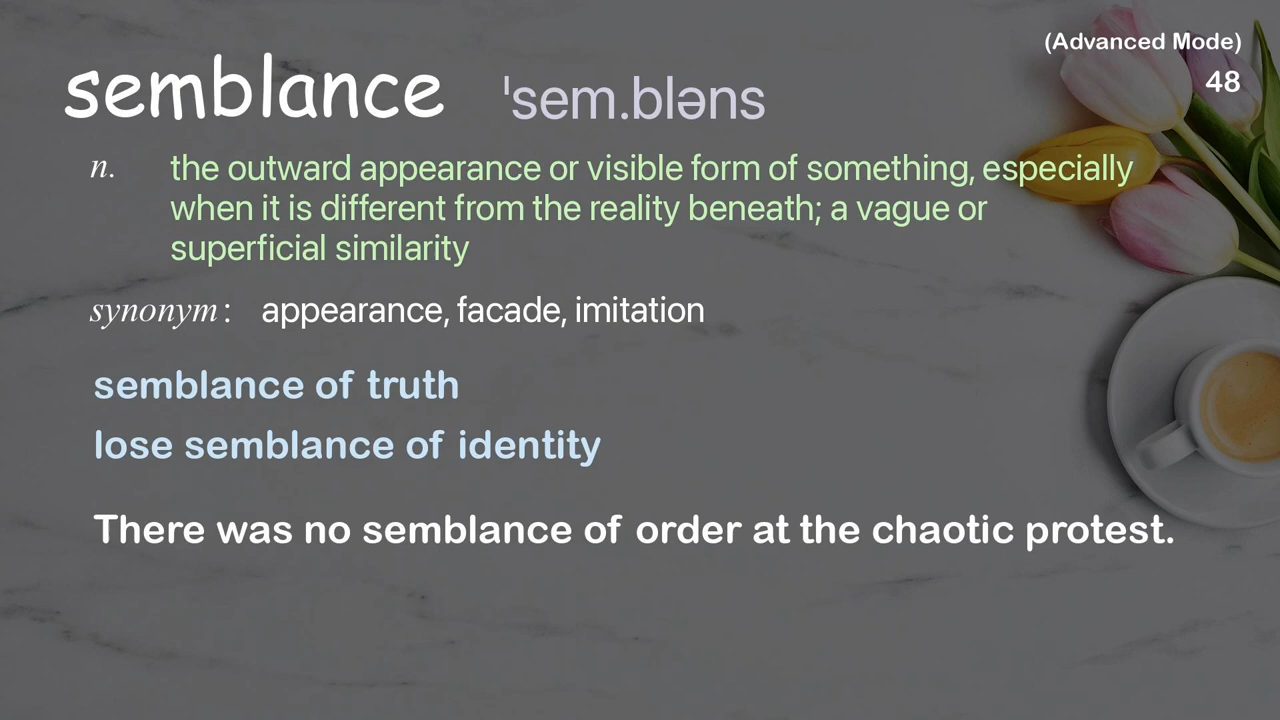 (Advanced Mode)
48
semblance ˈsem.bləns
n. the outward appearance or visible form of something, especially
when it is different from the reality beneath; a vague or
superficial similarity
synonym: appearance, facade, imitation
semblance of truth
lose semblance of identity
There was no semblance of order at the chaotic protest.